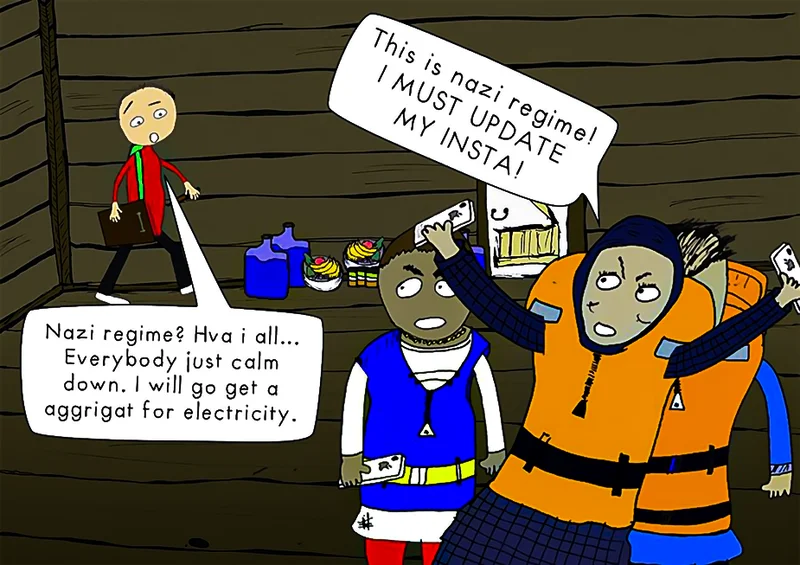 This is nazi regime!
I MUST UPDATE
MY INSTA!
Nazi regime? Hva i all...
Everybody just calm
down. I will go get a
aggrigat for electricity.